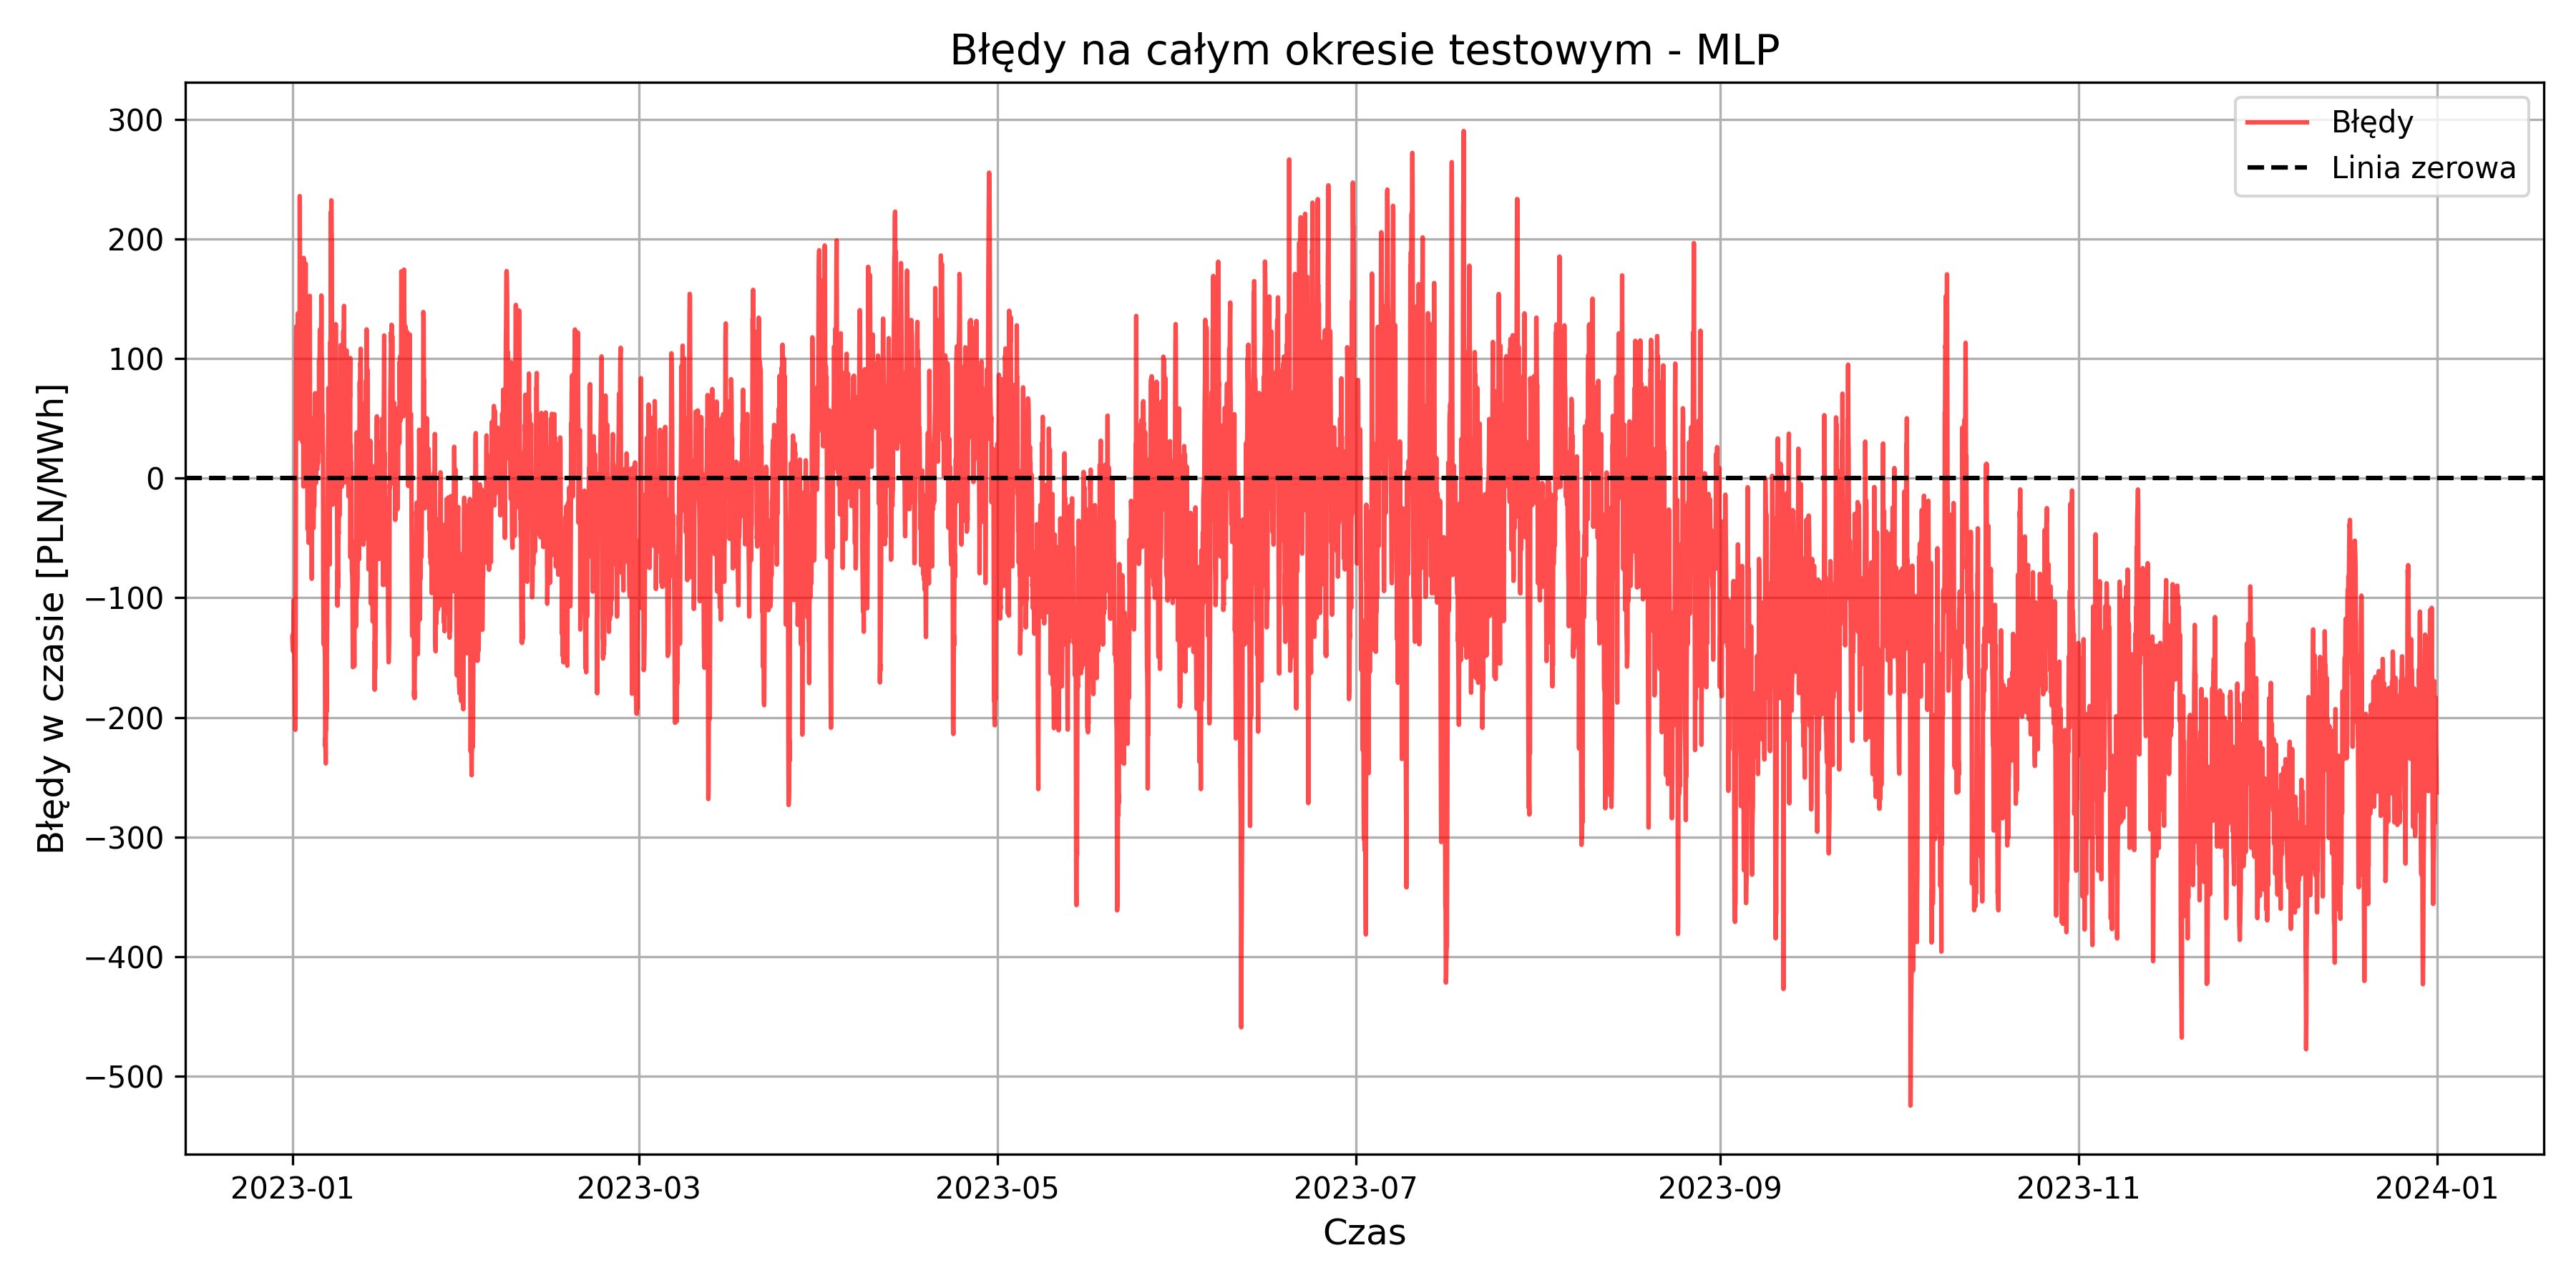 Błędy na całym okresie testowym - MLP
Błędy w czasie [PLN/MWh]
300
200
100
0
−100
−200
−300
−400
−500
Błędy
Linia zerowa
2023-01 2023-03 2023-05 2023-07 2023-09 2023-11 2024-01
Czas